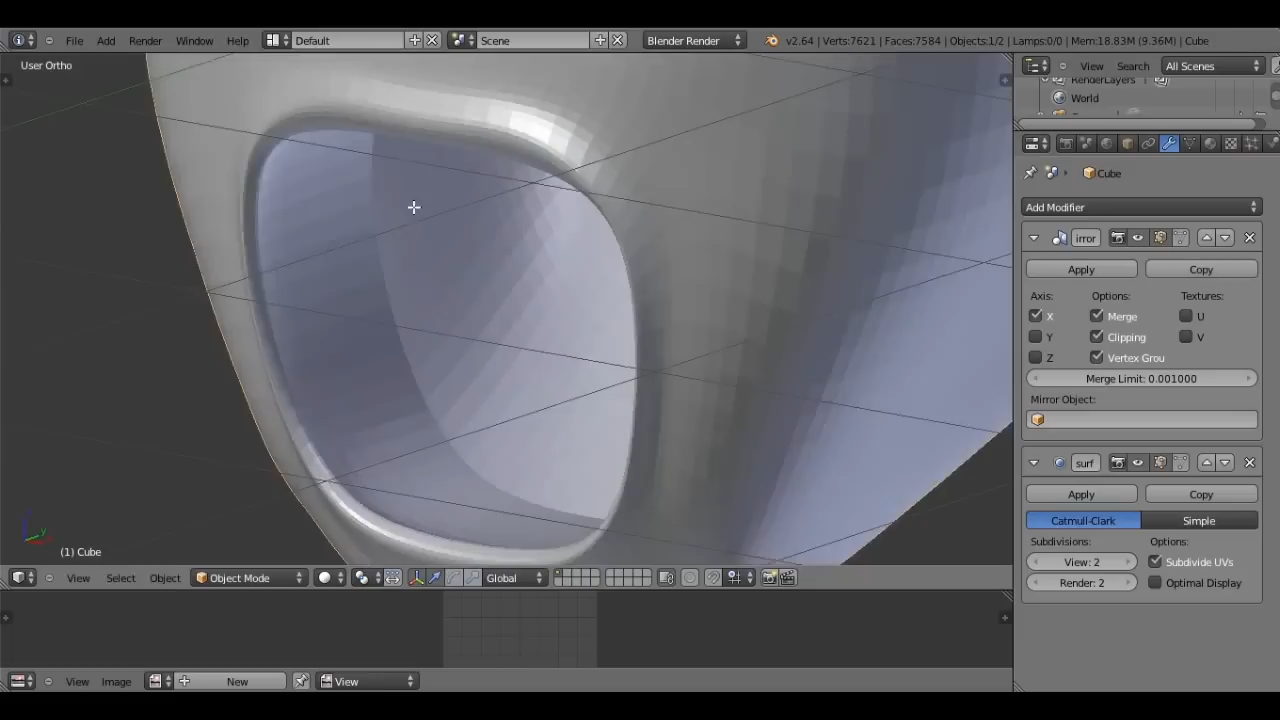 File Add Render Window Help Default Scene Blender Render v2.64 | Verts:7621 | Faces:7584 | Objects:1/2 | Lamps:0/0 | Mem:18.83M (9.36M) | Cube
User Ortho
View Search All Scenes
RenderLayers
World
Cube
Add Modifier
irror
Apply Copy
Axis: Options: Textures:
X Merge U
Y Clipping V
Z Vertex Grou
Merge Limit: 0.001000
Mirror Object:
surf
Apply Copy
Catmull-Clark Simple
Subdivisions: Options:
View: 2 Subdivide UVs
Render: 2 Optimal Display
z y
(1) Cube
View Select Object Object Mode Global
View Image New View